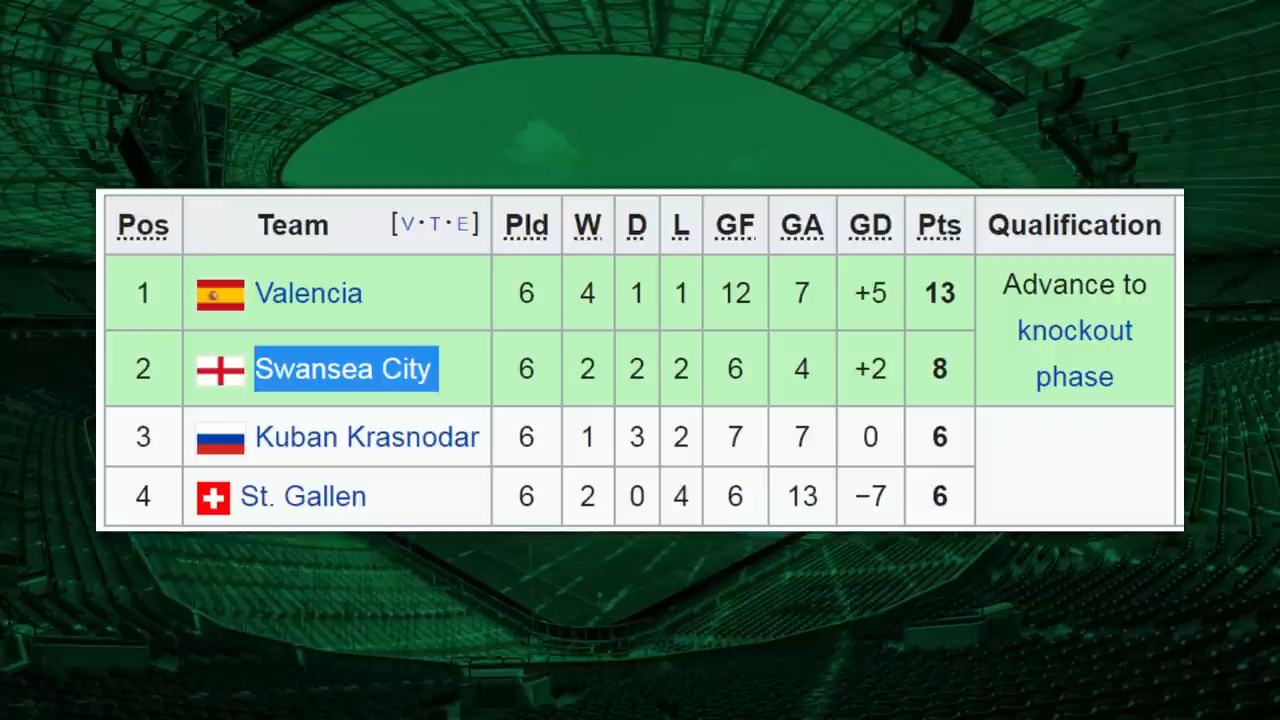 Pos Team [V·T·E] Pld W D L GF GA GD Pts Qualification
1 Valencia 6 4 1 1 12 7 +5 13 Advance to
knockout
phase
2 Swansea City 6 2 2 2 6 4 +2 8
3 Kuban Krasnodar 6 1 3 2 7 7 0 6
4 St. Gallen 6 2 0 4 6 13 −7 6